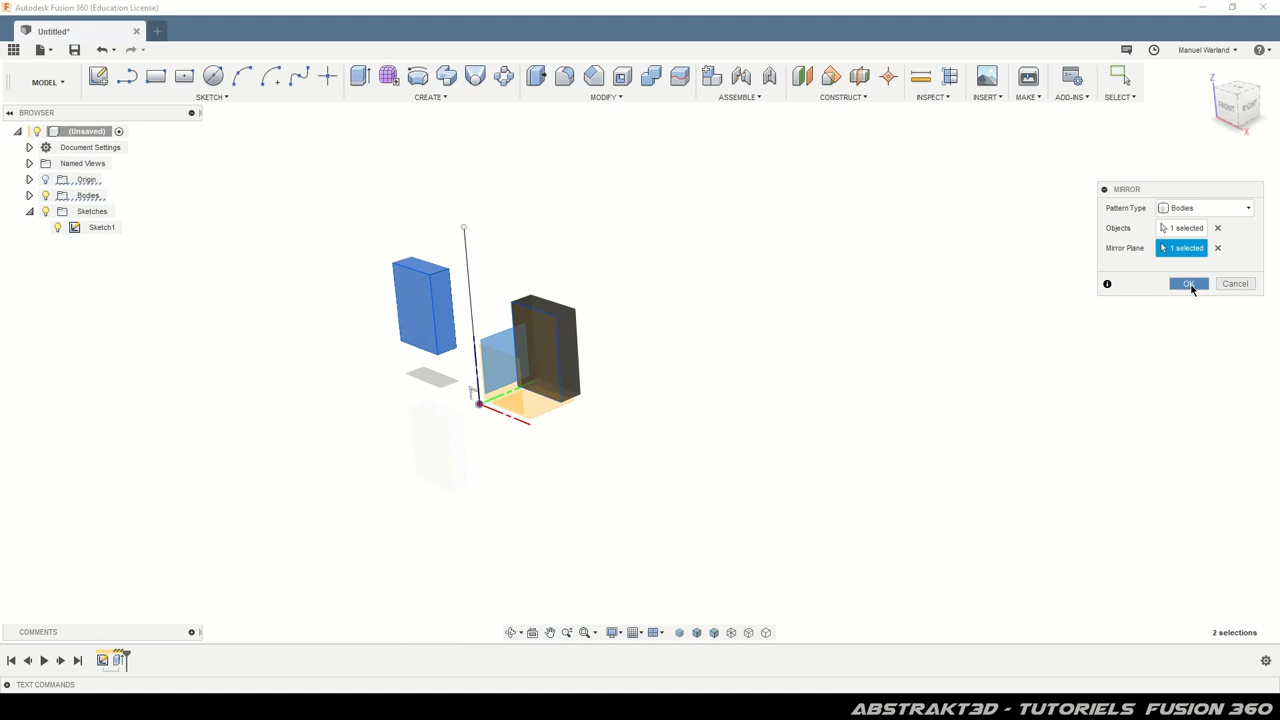 Autodesk Fusion 360 (Education License)
Untitled*
Manuel Warland
MODEL
SKETCH
CREATE
MODIFY
ASSEMBLE
CONSTRUCT
INSPECT
INSERT
MAKE
ADD-INS
SELECT
Z
FRONT
RIGHT
X
BROWSER
(Unsaved)
Document Settings
Named Views
Origin
Bodies
Sketches
Sketch1
MIRROR
Pattern Type
Bodies
Objects
1 selected
Mirror Plane
1 selected
OK
Cancel
COMMENTS
2 selections
TEXT COMMANDS
ABSTRAKT3D - TUTORIELS FUSION 360